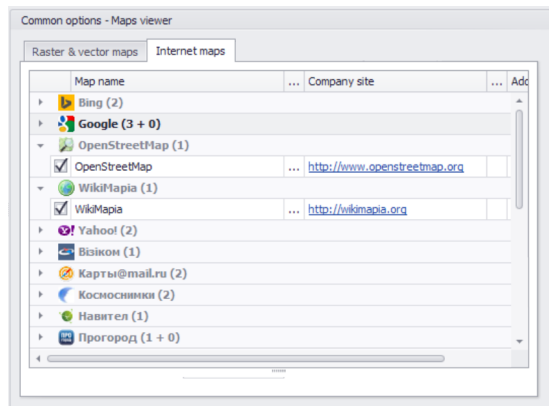 Common options - Maps viewer
Raster & vector maps Internet maps
Map name ... Company site ... Adc
Bing (2)
Google (3 + 0)
OpenStreetMap (1)
OpenStreetMap ... http://www.openstreetmap.org
WikiMapia (1)
WikiMapia ... http://wikimapia.org
Yahoo! (2)
Візіком (1)
Карты@mail.ru (2)
Космоснимки (2)
Навител (1)
Прогород (1 + 0)